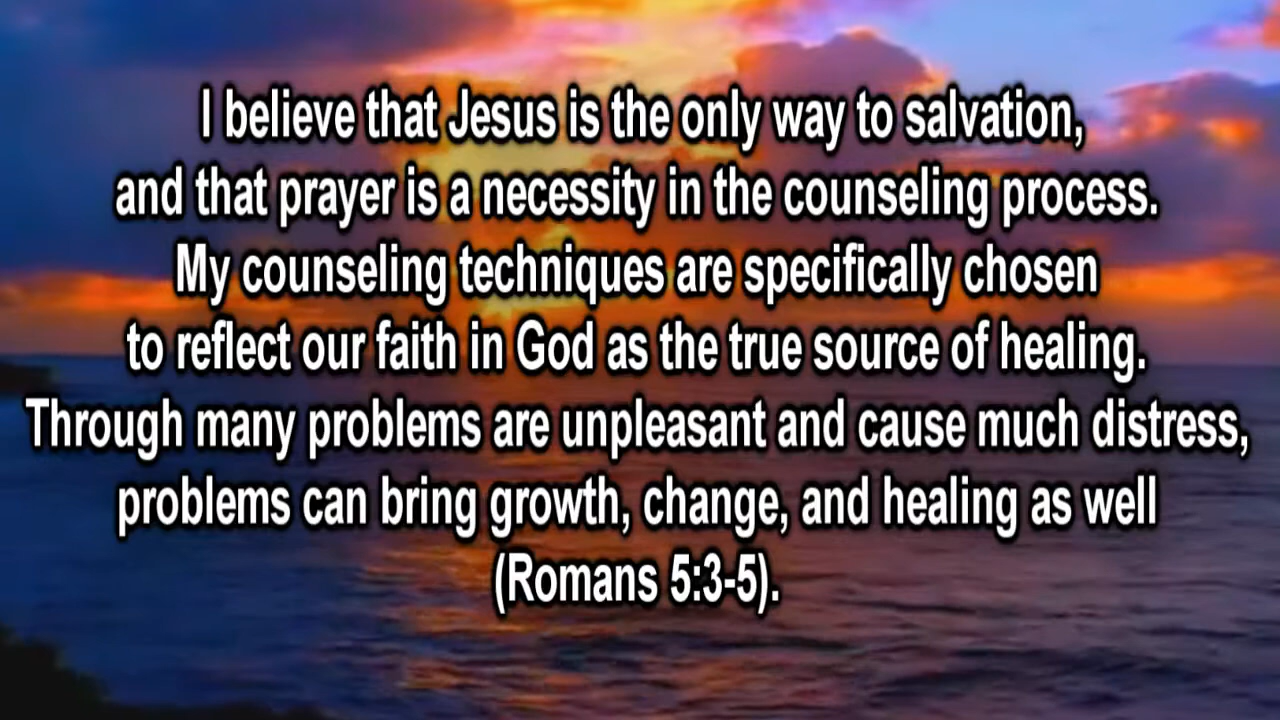 I believe that Jesus is the only way to salvation,
and that prayer is a necessity in the counseling process.
My counseling techniques are specifically chosen
to reflect our faith in God as the true source of healing.
Through many problems are unpleasant and cause much distress,
problems can bring growth, change, and healing as well
(Romans 5:3-5).